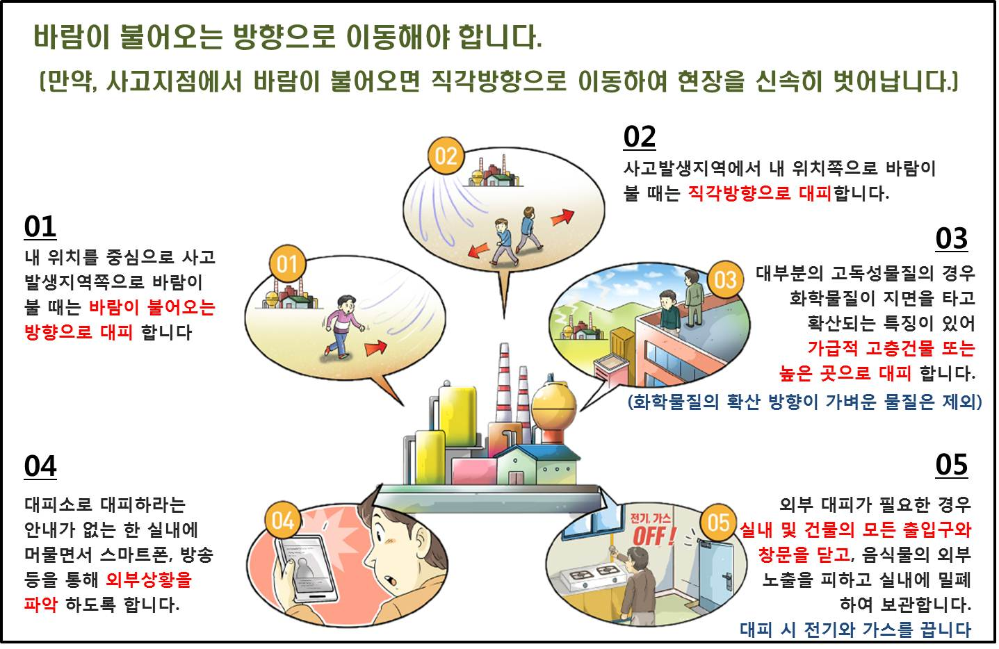 바람이 불어오는 방향으로 이동해야 합니다.
(만약, 사고지점에서 바람이 불어오면 직각방향으로 이동하여 현장을 신속히 벗어납니다.)
01
내 위치를 중심으로 사고
발생지역쪽으로 바람이
불 때는 바람이 불어오는
방향으로 대피 합니다
01
02
02
사고발생지역에서 내 위치쪽으로 바람이
불 때는 직각방향으로 대피합니다.
03
03
대부분의 고독성물질의 경우
화학물질이 지면을 타고
확산되는 특징이 있어
가급적 고층건물 또는
높은 곳으로 대피 합니다.
(화학물질의 확산 방향이 가벼운 물질은 제외)
04
대피소로 대피하라는
안내가 없는 한 실내에
머물면서 스마트폰, 방송
등을 통해 외부상황을
파악 하도록 합니다.
04
전기, 가스
OFF!
05
05
외부 대피가 필요한 경우
실내 및 건물의 모든 출입구와
창문을 닫고, 음식물의 외부
노출을 피하고 실내에 밀폐
하여 보관합니다.
대피 시 전기와 가스를 끕니다